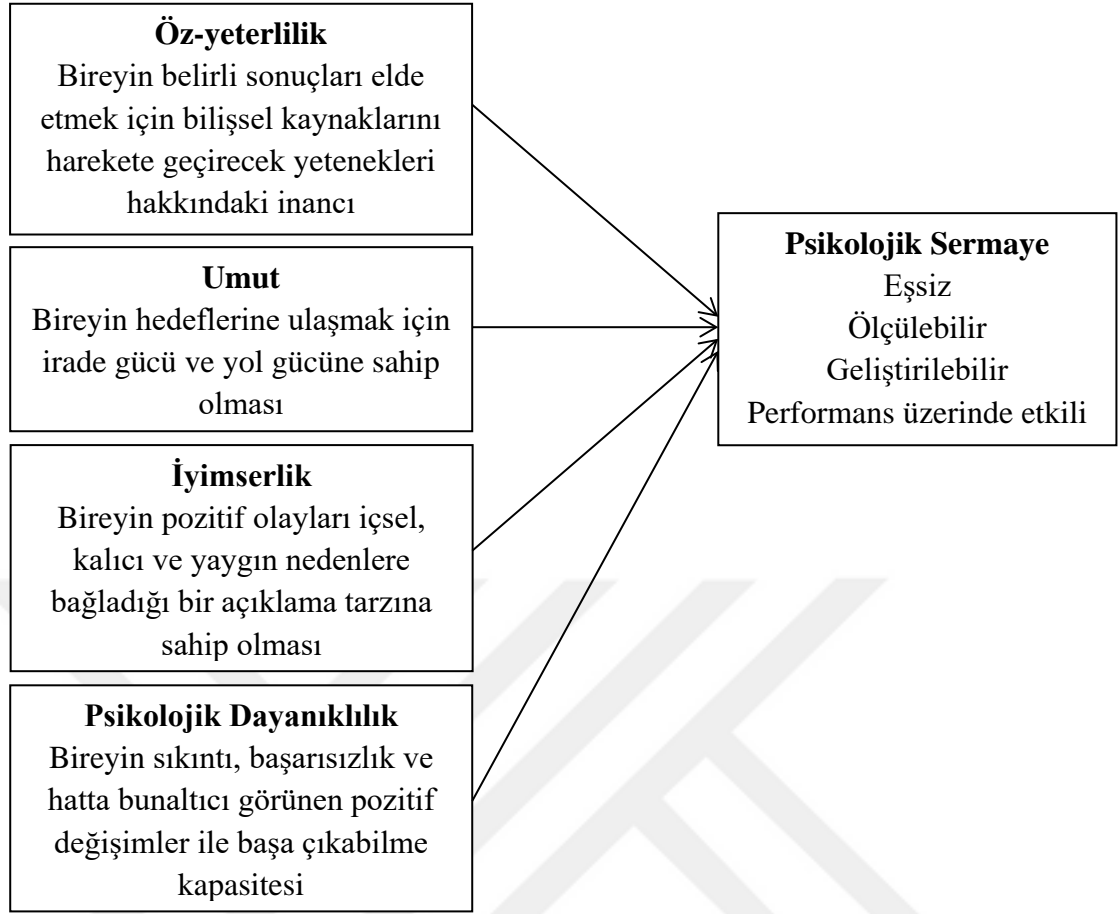 Öz-yeterlilik
Bireyin belirli sonuçları elde
etmek için bilişsel kaynaklarını
harekete geçirecek yetenekleri
hakkındaki inancı
Umut
Bireyin hedeflerine ulaşmak için
irade gücü ve yol gücüne sahip
olması
İyimserlik
Bireyin pozitif olayları içsel,
kalıcı ve yaygın nedenlere
bağladığı bir açıklama tarzına
sahip olması
Psikolojik Dayanıklılık
Bireyin sıkıntı, başarısızlık ve
hatta bunaltıcı görünen pozitif
değişimler ile başa çıkabilme
kapasitesi
Psikolojik Sermaye
Eşsiz
Ölçülebilir
Geliştirilebilir
Performans üzerinde etkili